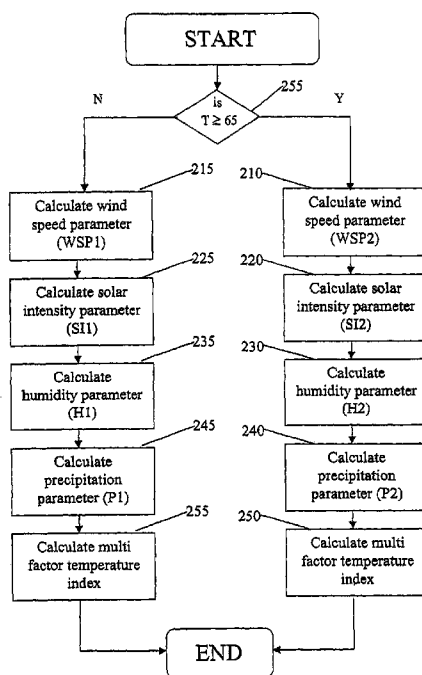 START
255
is
T ≥ 65
N
Y
215
Calculate wind
speed parameter
(WSP1)
225
Calculate solar
intensity parameter
(SI1)
235
Calculate
humidity parameter
(H1)
245
Calculate
precipitation
parameter (P1)
255
Calculate multi
factor temperature
index
210
Calculate wind
speed parameter
(WSP2)
220
Calculate solar
intensity parameter
(SI2)
230
Calculate
humidity parameter
(H2)
240
Calculate
precipitation
parameter (P2)
250
Calculate multi
factor temperature
index
END